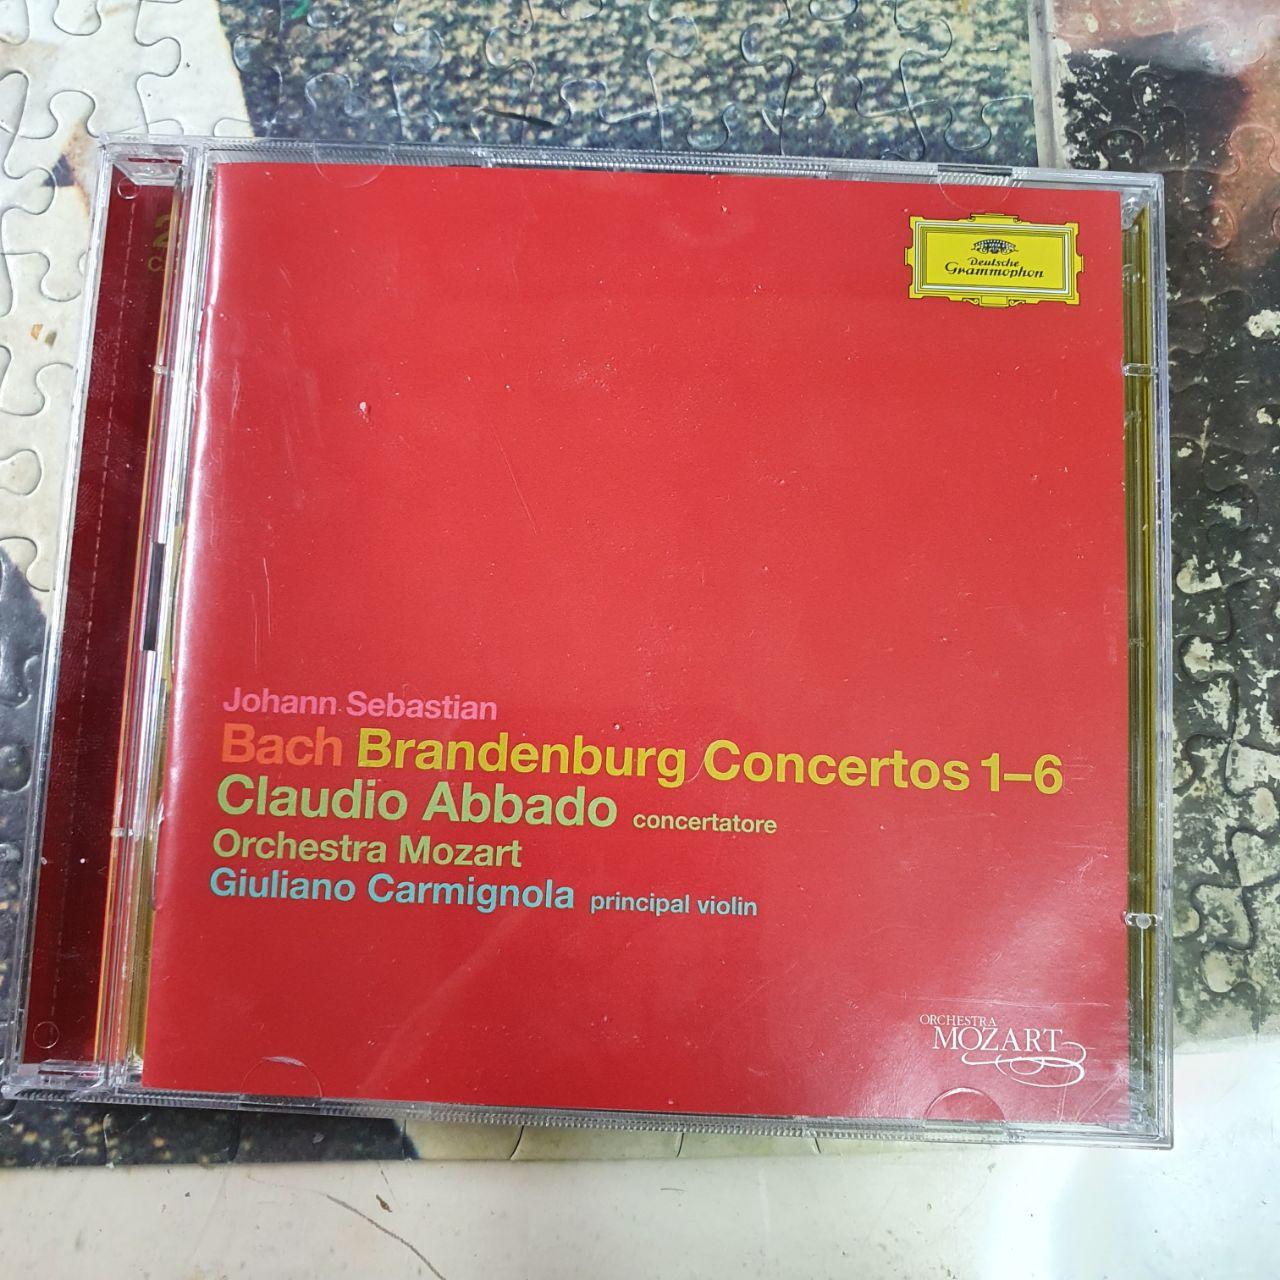 Deutsche
Grammophon
2
Johann Sebastian
Bach Brandenburg Concertos 1–6
Claudio Abbado concertatore
Orchestra Mozart
Giuliano Carmignola principal violin
ORCHESTRA
MOZART